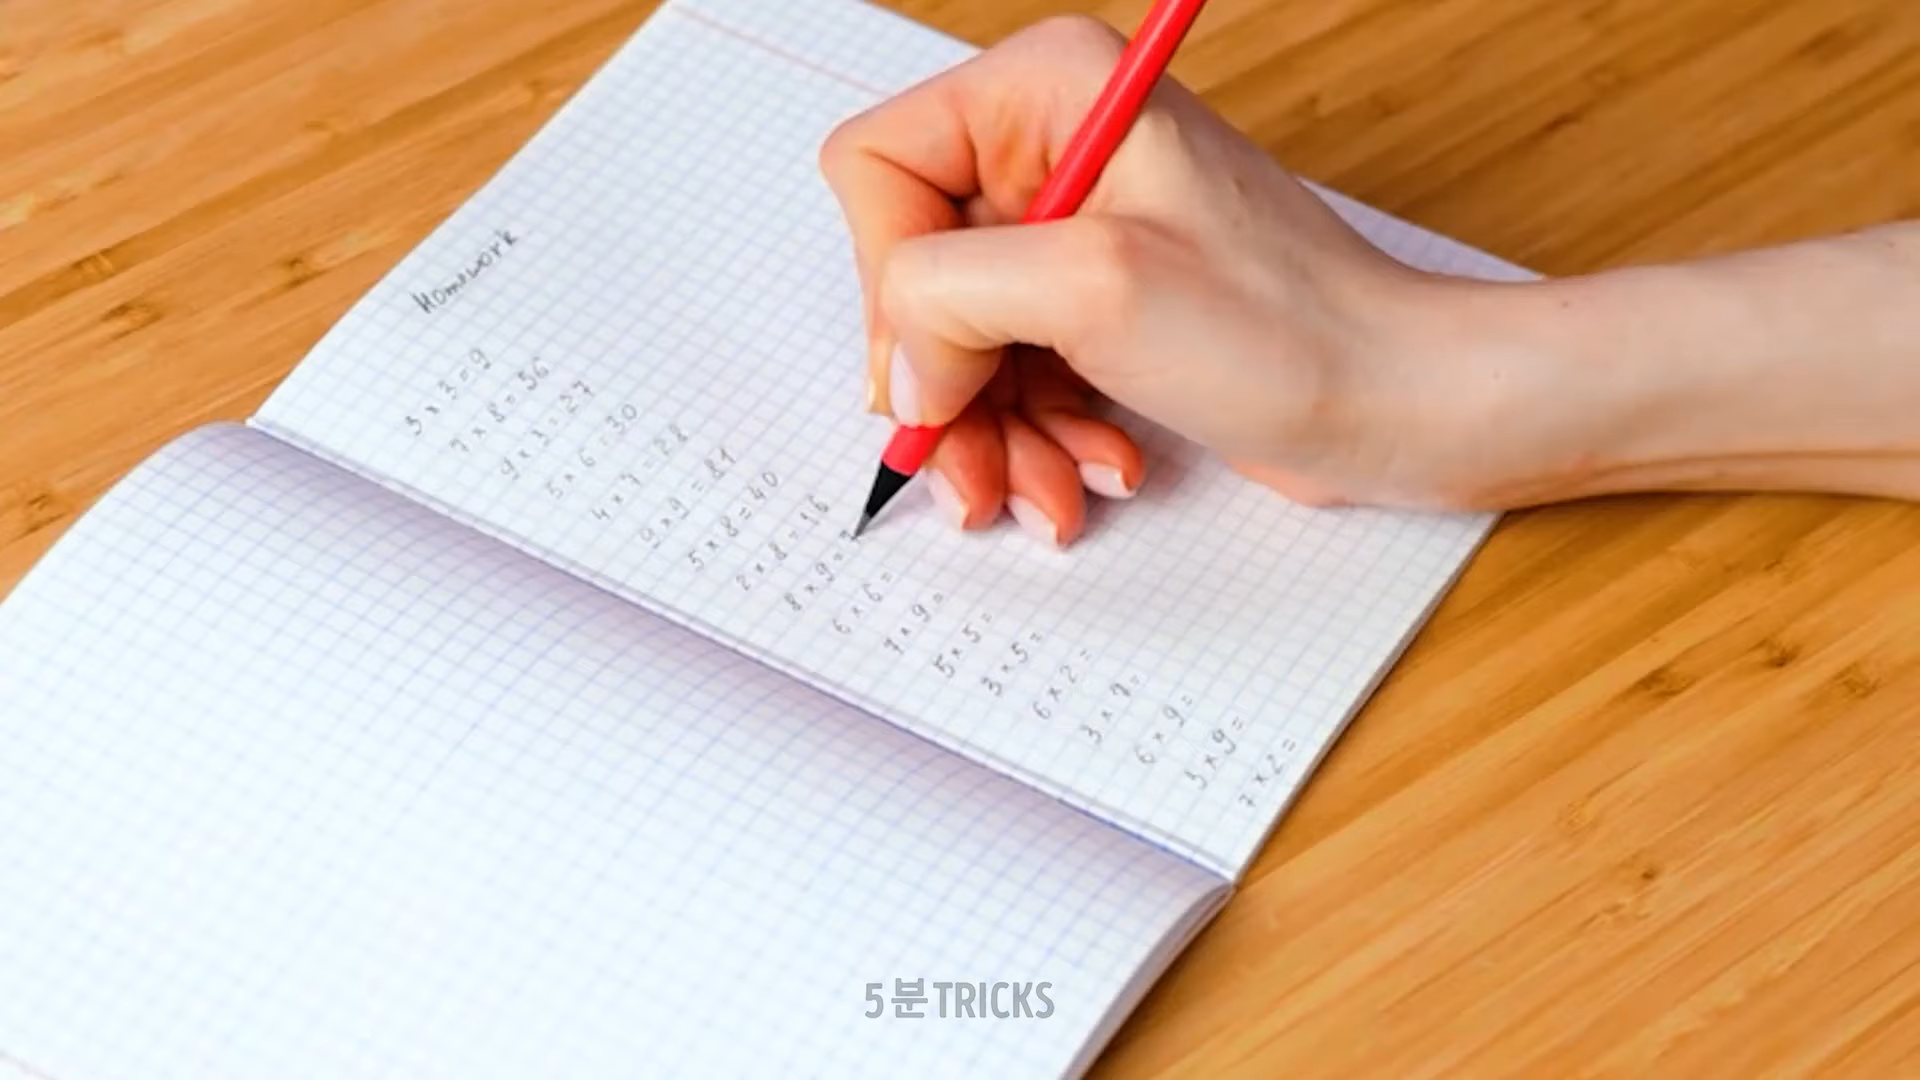 Homework
3 x 3 = 9
7 x 8 = 56
9 x 3 = 27
5 x 6 = 30
4 x 7 = 28
9 x 9 = 81
5 x 8 = 40
2 x 8 = 16
8 x 9 = 7
6 x 6 =
7 x 9 =
5 x 5 =
3 x 5 =
6 x 2 =
3 x 7 =
6 x 9 =
3 x 9 =
7 x 2 =
5분 TRICKS